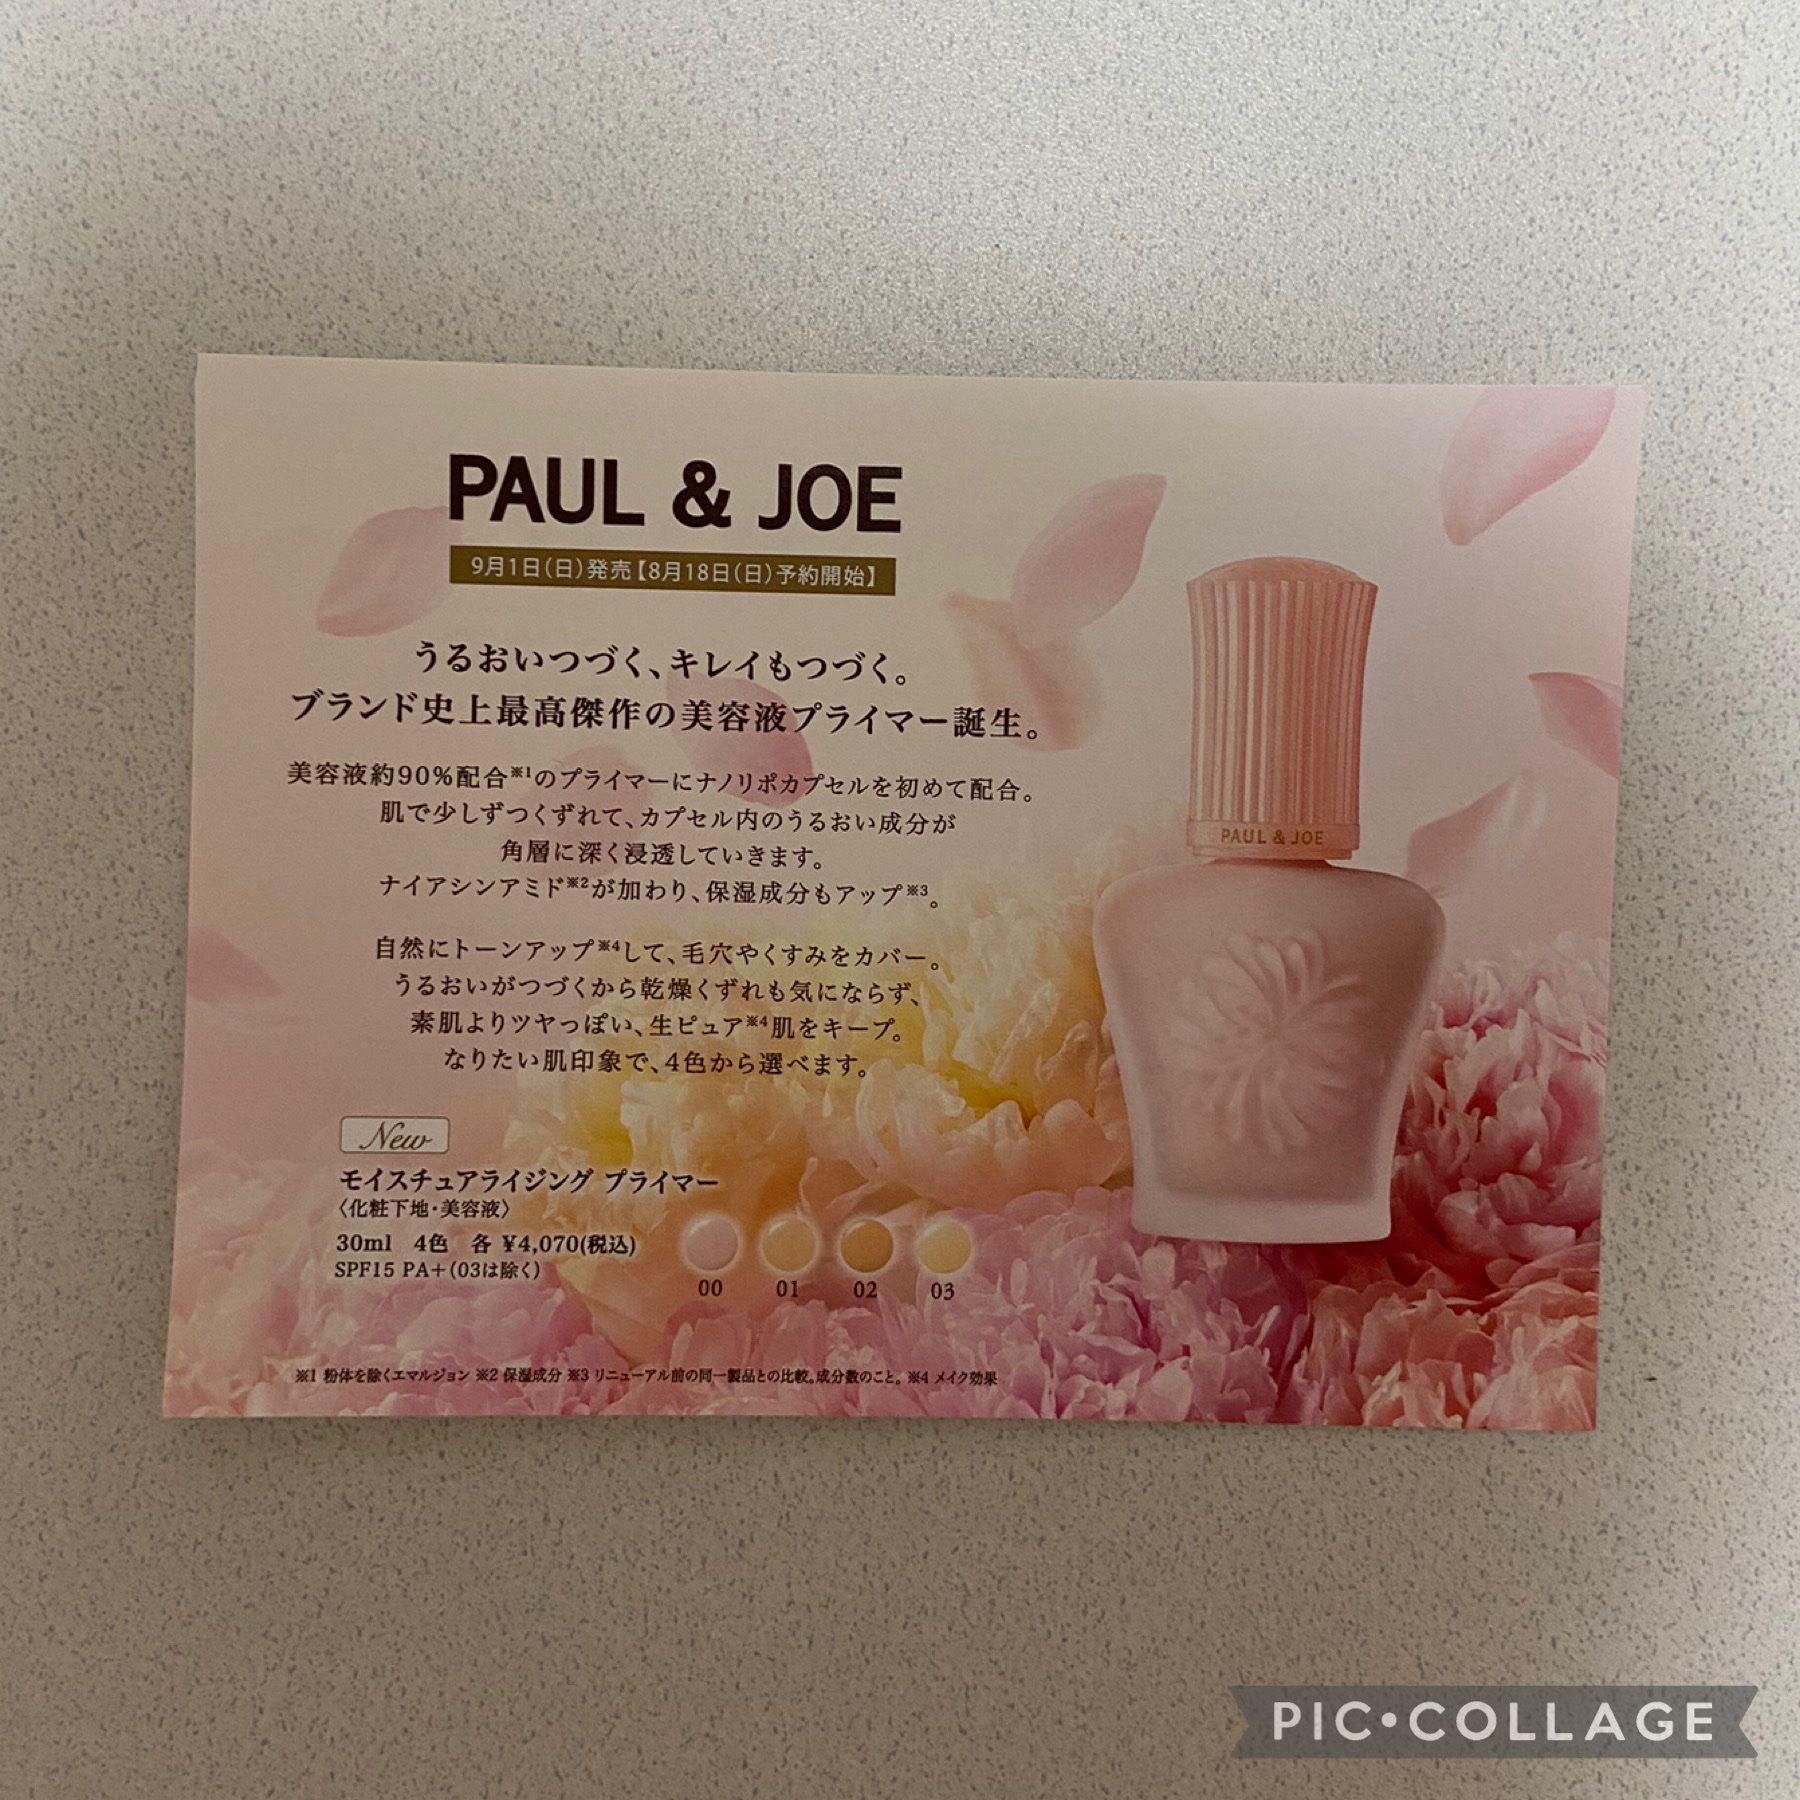 PAUL & JOE
9月1日(日)発売【8月18日(日)予約開始】
うるおいつづく、キレイもつづく。
ブランド史上最高傑作の美容液プライマー誕生。
美容液約90%配合※1のプライマーにナノリポカプセルを初めて配合。
肌で少しずつくずれて、カプセル内のうるおい成分が
角層に深く浸透していきます。
ナイアシンアミド※2が加わり、保湿成分もアップ※3。
自然にトーンアップ※4して、毛穴やくすみをカバー。
うるおいがつづくから乾燥くずれも気にならず、
素肌よりツヤっぽい、生ピュア※4肌をキープ。
なりたい肌印象で、4色から選べます。
New
モイスチュアライジング プライマー
〈化粧下地・美容液〉
30ml 4色 各 ¥4,070(税込)
SPF15 PA+(03は除く)
00 01 02 03
※1 粉体を除くエマルジョン ※2 保湿成分 ※3 リニューアル前の同一製品との比較。成分数のこと。 ※4 メイク効果
PAUL & JOE
PIC•COLLAGE